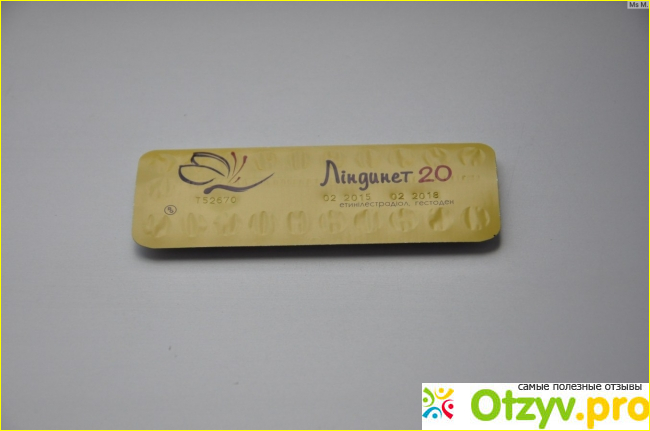 Ms M.
Ліндинет 20
T52670
02 2015 02 2018
етинілестрадіол, гестоден
самые полезные отзывы
Otzyv.pro